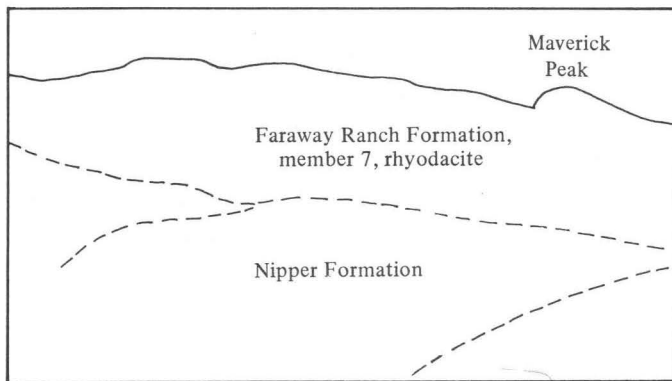 Maverick
Peak
Faraway Ranch Formation,
member 7, rhyodacite
Nipper Formation